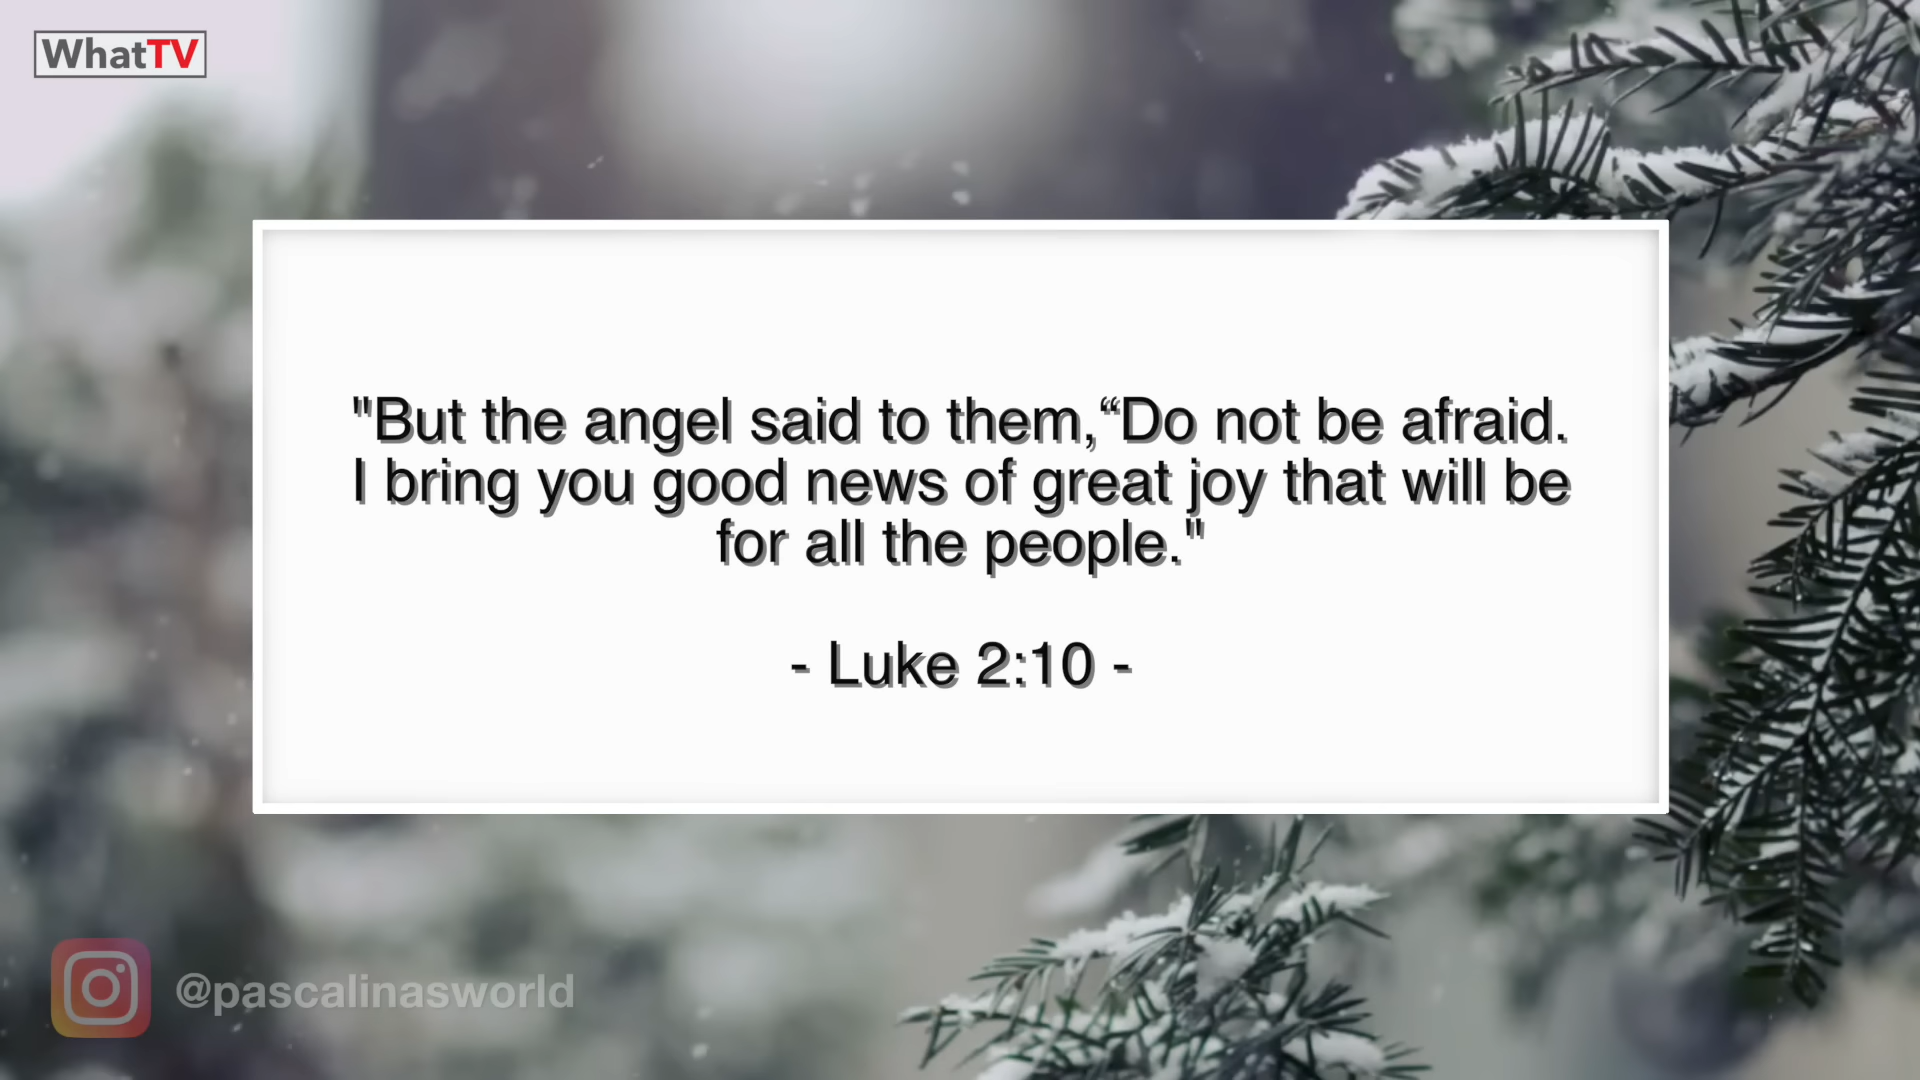 WhatTV
"But the angel said to them,“Do not be afraid.
I bring you good news of great joy that will be
for all the people."
- Luke 2:10 -
@pascalinasworld